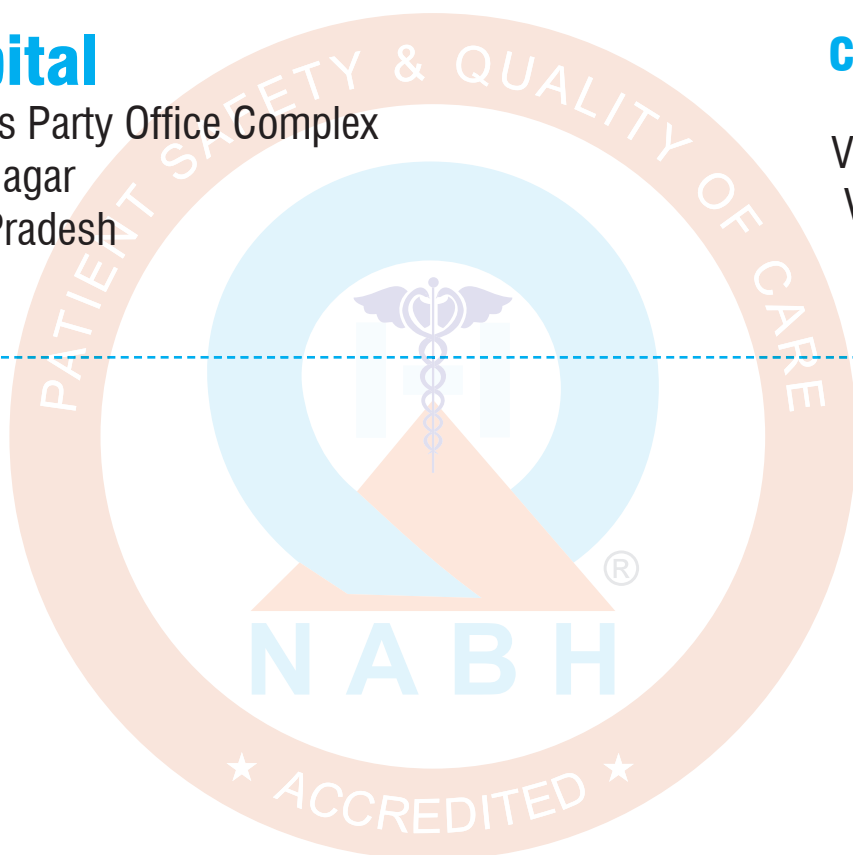 pital
s Party Office Complex
agar
Pradesh
C
V
V
PATIENT SAFETY & QUALITY OF CARE
H
®
NABH
★ ACCREDITED ★